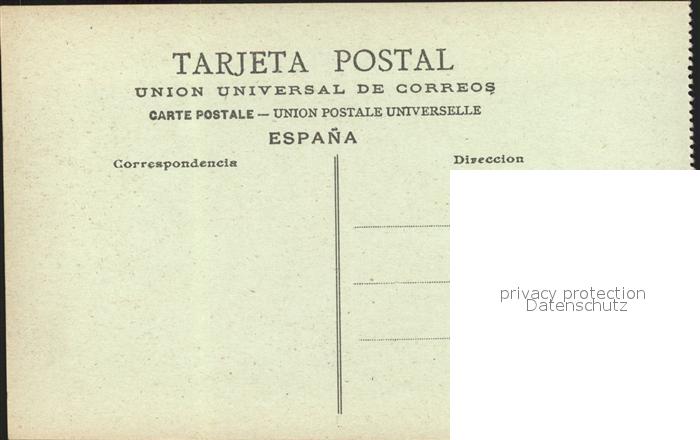 TARJETA POSTAL
UNION UNIVERSAL DE CORREOS
CARTE POSTALE — UNION POSTALE UNIVERSELLE
ESPAÑA
Correspondencia
Direccion
privacy protection
Datenschutz